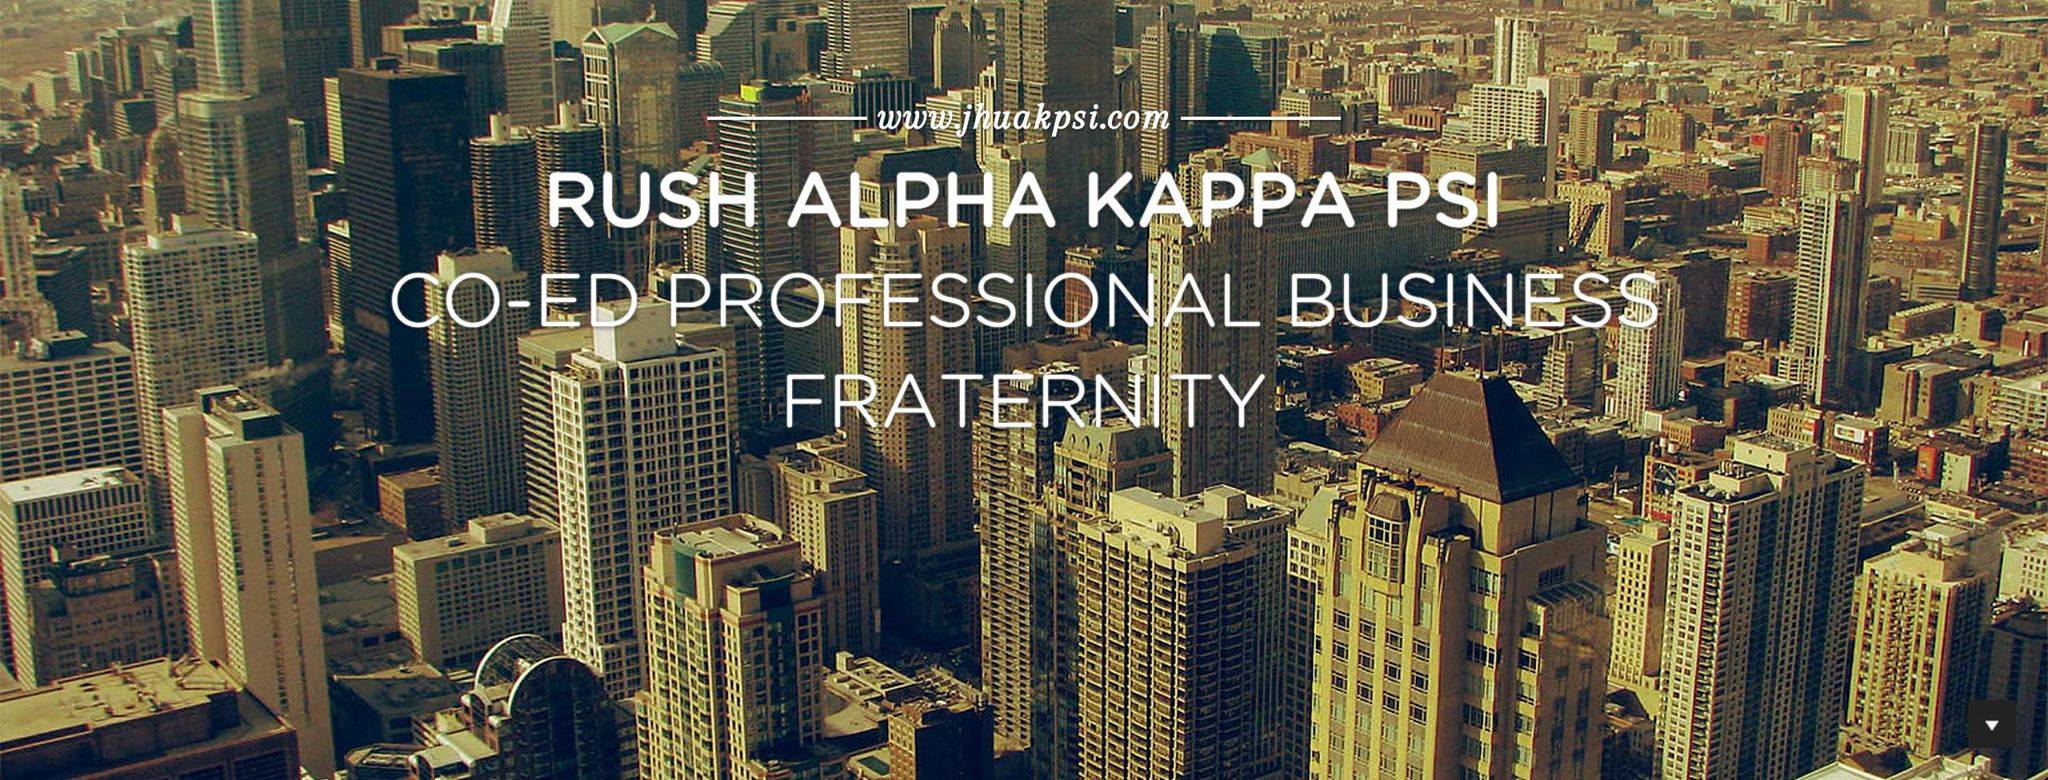 www.jhuakpsi.com
RUSH ALPHA KAPPA PSI
CO-ED PROFESSIONAL BUSINESS
FRATERNITY